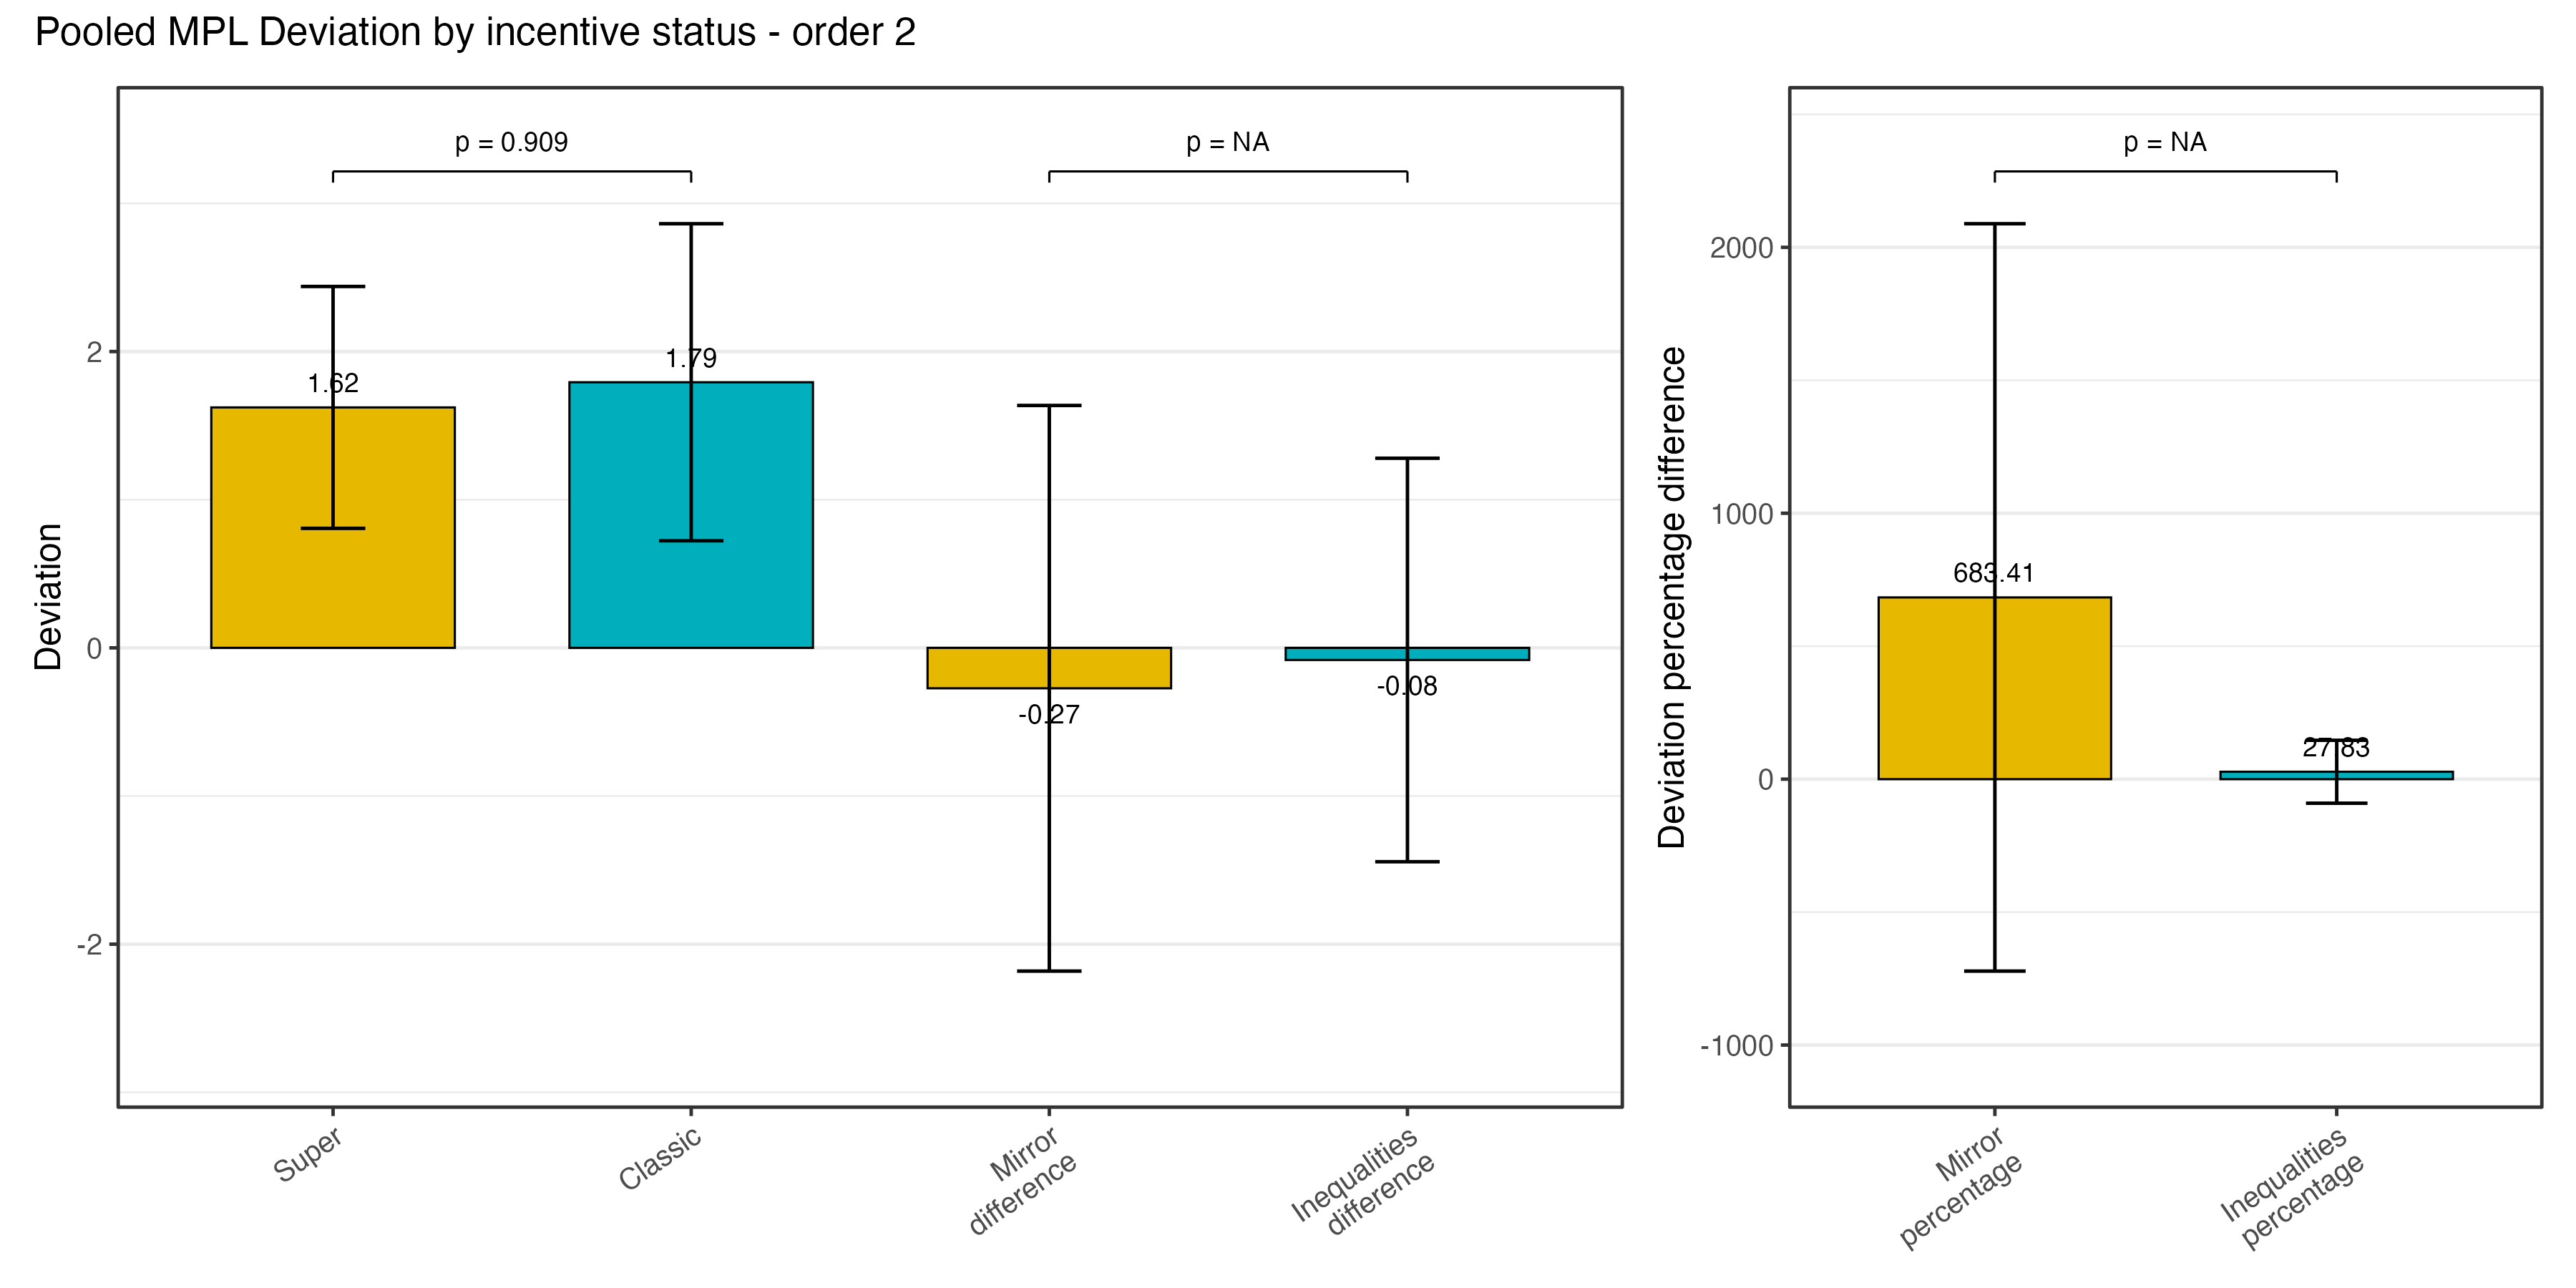 Pooled MPL Deviation by incentive status - order 2
Deviation
2
0
-2
p = 0.909
p = NA
1.62
1.79
-0.27
-0.08
Super
Classic
Mirror
difference
Inequalities
difference
Deviation percentage difference
2000
1000
0
-1000
p = NA
683.41
27.83
Mirror
percentage
Inequalities
percentage